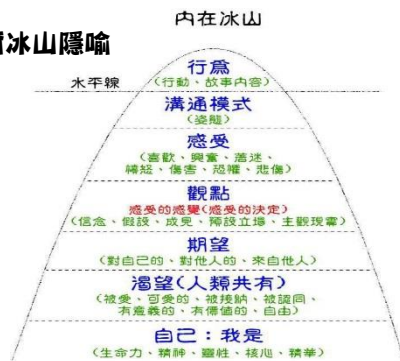 內在冰山
冰山隱喻
行爲
水平線
(行動、故事內容)
溝通模式
(姿態)
感受
(喜歡、興奮、著迷、
憤怒、傷害、恐懼、悲傷)
觀點
感受的感(感受的決定)
(信念、假設、成見、預設立場、主觀現實)
期望
(對自己的、對他人的、來自他人)
渴望(人類共有)
(被愛、可愛的、被接納、被認同、
有意義的、有價值的、自由)
自己：我是
(生命力、精神、靈性、核心、精華)